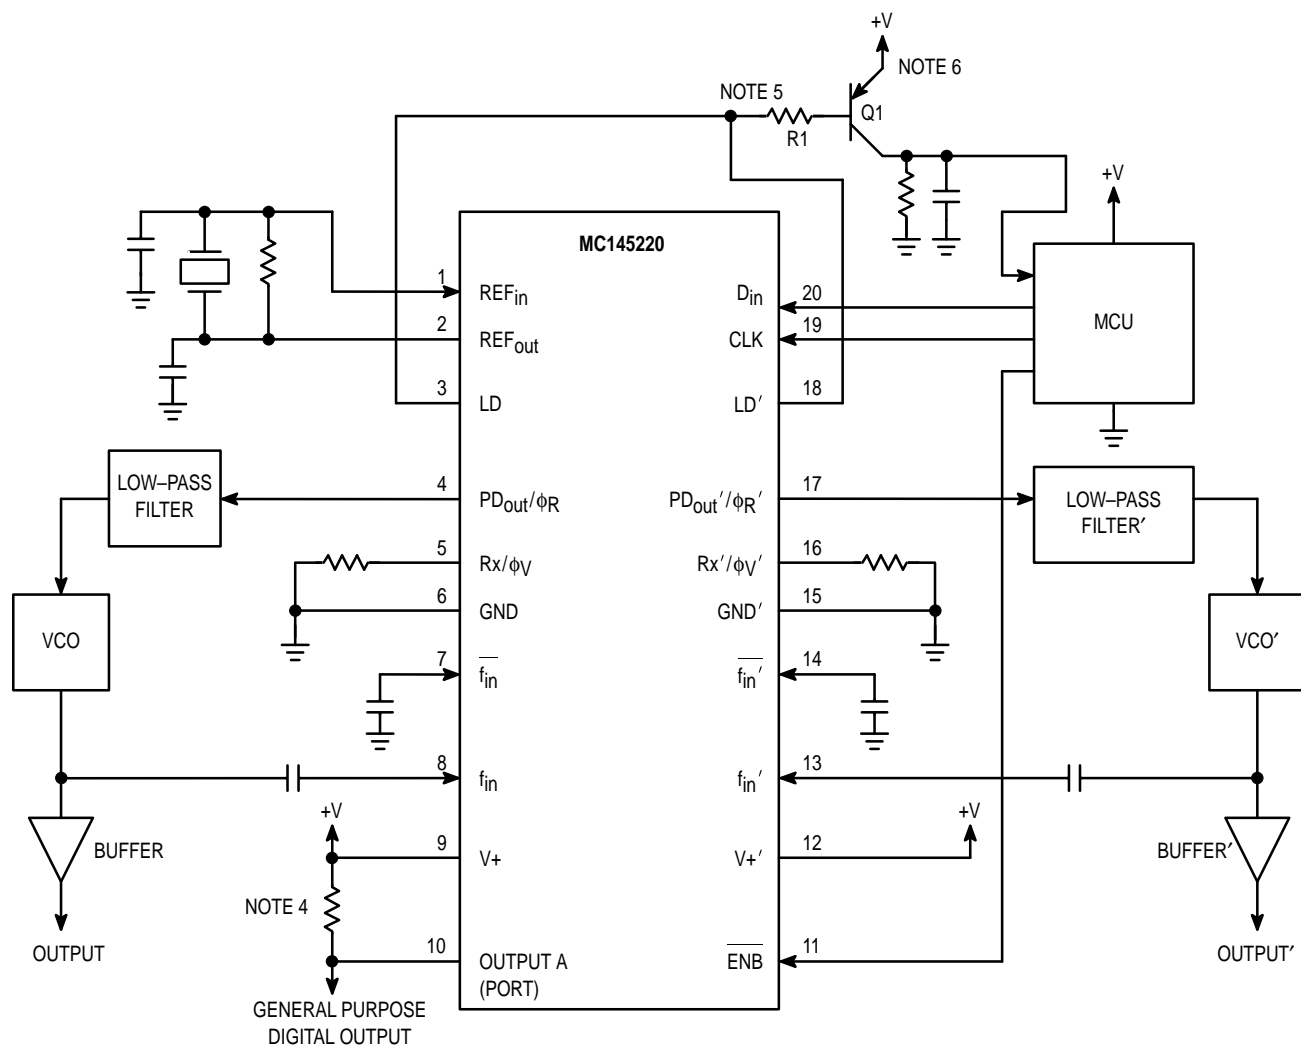 +V
NOTE 6
NOTE 5
Q1
R1
+V
MC145220
1
REFin
Din
20
MCU
2
REFout
CLK
19
3
LD
LD′
18
LOW–PASS
FILTER
4
PDout/ϕR
PDout′/ϕR′
17
LOW–PASS
FILTER′
5
Rx/ϕV
Rx′/ϕV′
16
6
GND
GND′
15
VCO
VCO′
7
f̅i̅n̅
f̅i̅n̅′
14
8
fin
fin′
13
+V
+V
BUFFER
9
V+
V+′
12
BUFFER′
NOTE 4
OUTPUT
10
OUTPUT A
(PORT)
E̅N̅B̅
11
OUTPUT′
GENERAL PURPOSE
DIGITAL OUTPUT